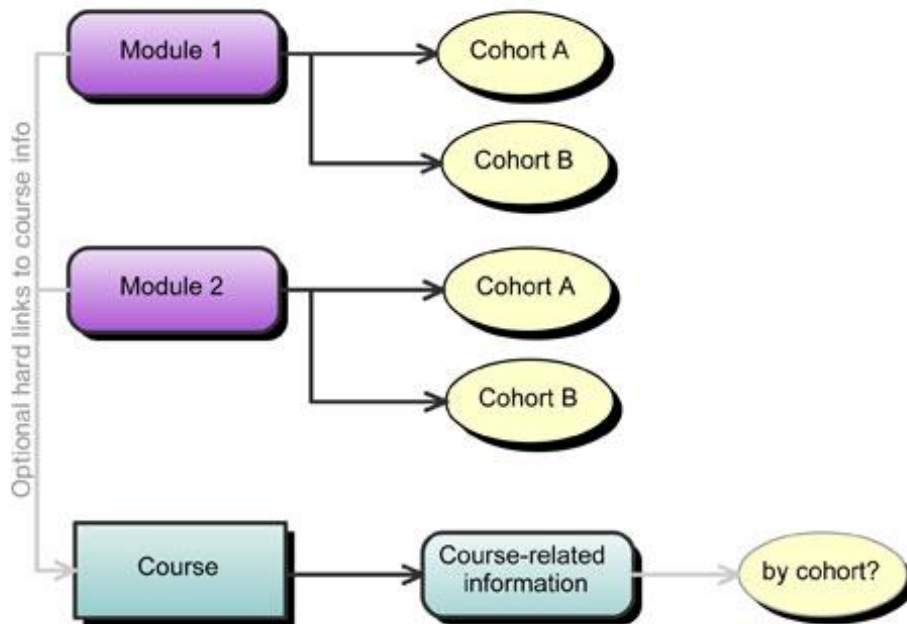 Module 1
Cohort A
Cohort B
Optional hard links to course info
Module 2
Cohort A
Cohort B
Course
Course-related
information
by cohort?